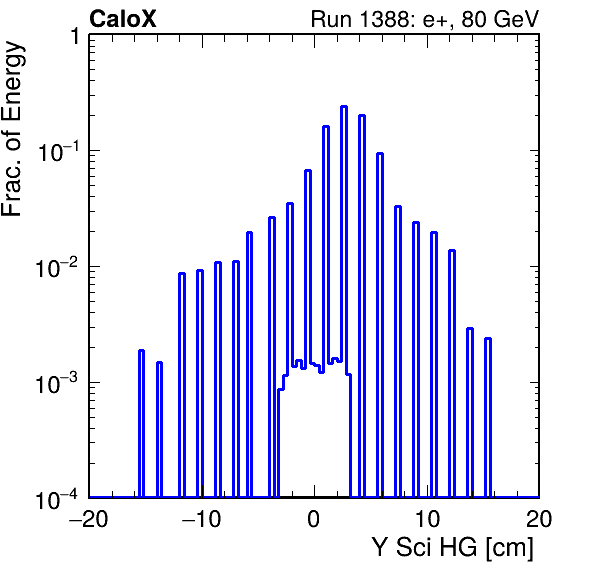 CaloX Run 1388: e+, 80 GeV
Frac. of Energy
1
10⁻¹
10⁻²
10⁻³
10⁻⁴
−20 −10 0 10 20
Y Sci HG [cm]